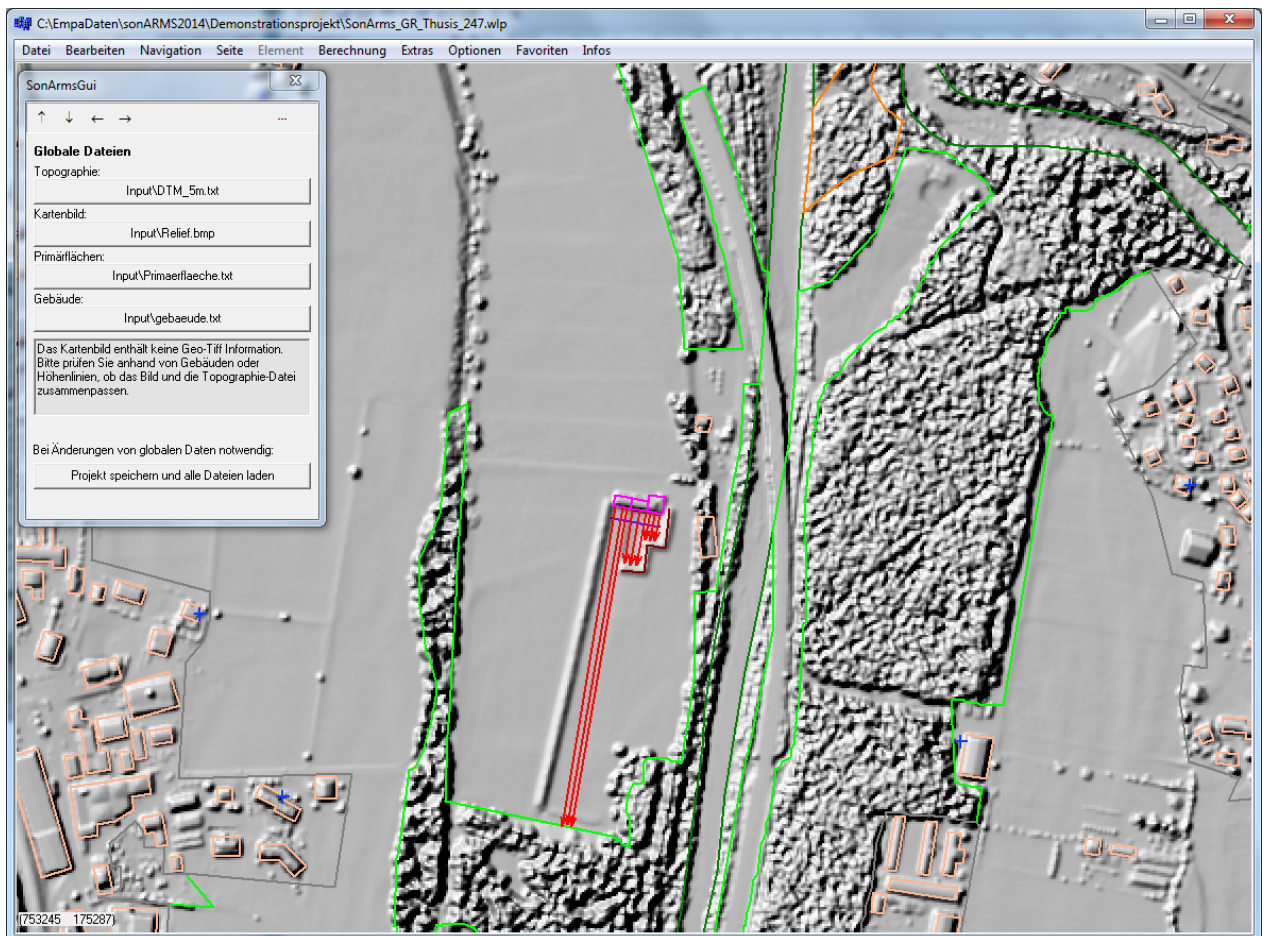 C:\EmpaDaten\sonARMS2014\Demonstrationsprojekt\SonArms_GR_Thusis_247.wlp
Datei Bearbeiten Navigation Seite Element Berechnung Extras Optionen Favoriten Infos
SonArmsGui
Globale Dateien
Topographie:
Input\DTM_5m.txt
Kartenbild:
Input\Relief.bmp
Primärflächen:
Input\Primaerflaeche.txt
Gebäude:
Input\gebaeude.txt
Das Kartenbild enthält keine Geo-Tiff Information.
Bitte prüfen Sie anhand von Gebäuden oder
Höhenlinien, ob das Bild und die Topographie-Datei
zusammenpassen.
Bei Änderungen von globalen Daten notwendig:
Projekt speichern und alle Dateien laden
(753245 175287)